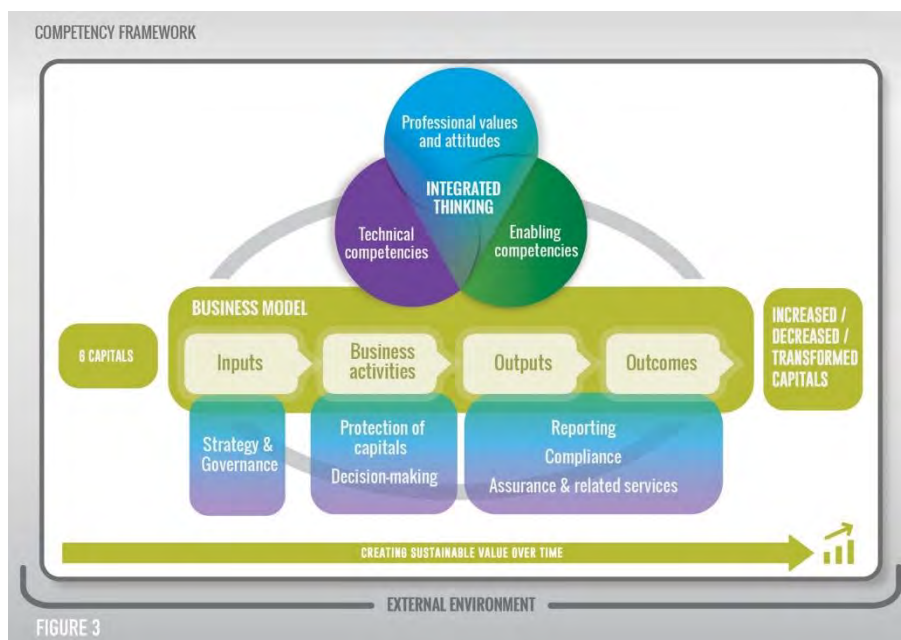 COMPETENCY FRAMEWORK
Professional values
and attitudes
INTEGRATED
THINKING
Technical
competencies
Enabling
competencies
BUSINESS MODEL
6 CAPITALS
Inputs
Business
activities
Outputs
Outcomes
INCREASED /
DECREASED /
TRANSFORMED
CAPITALS
Strategy &
Governance
Protection of
capitals
Decision-making
Reporting
Compliance
Assurance & related services
CREATING SUSTAINABLE VALUE OVER TIME
EXTERNAL ENVIRONMENT
FIGURE 3